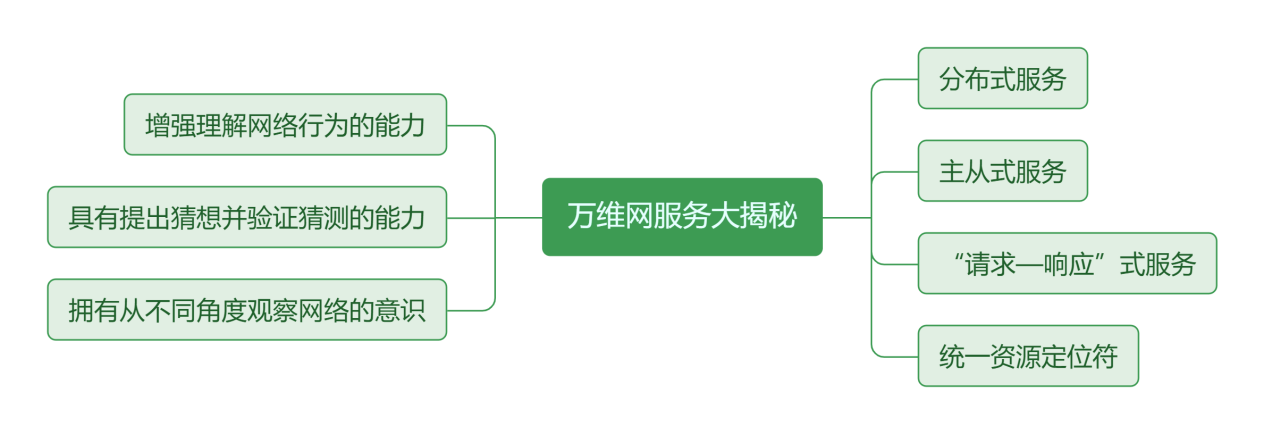 万维网服务大揭秘
增强理解网络行为的能力
具有提出猜想并验证猜测的能力
拥有从不同角度观察网络的意识
分布式服务
主从式服务
“请求—响应”式服务
统一资源定位符